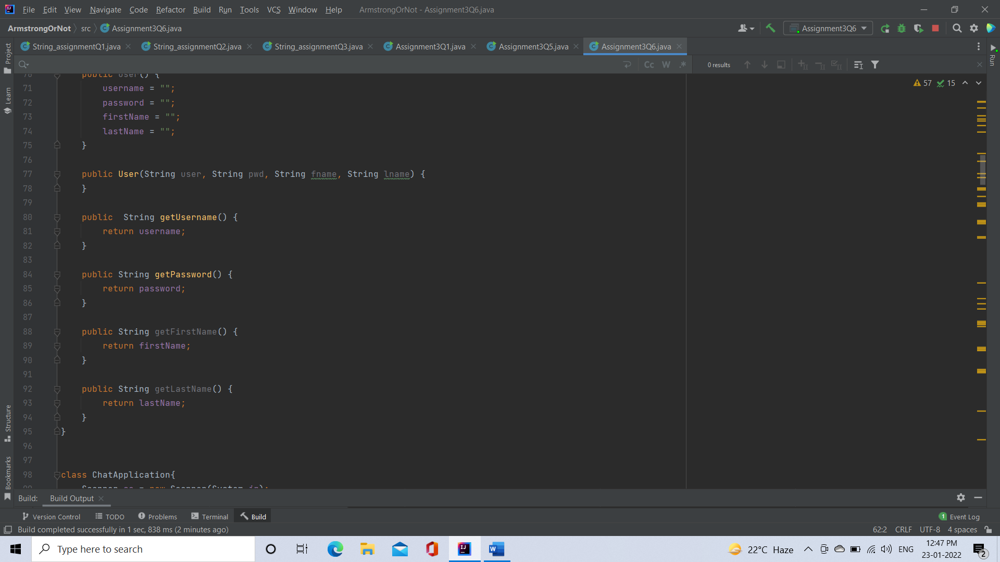 File Edit View Navigate Code Refactor Build Run Tools VCS Window Help ArmstrongOrNot - Assignment3Q6.java
ArmstrongOrNot src Assignment3Q6.java Assignment3Q6
String_assignmentQ1.java String_assignmentQ2.java String_assignmentQ3.java Assignment3Q1.java Assignment3Q5.java Assignment3Q6.java
Project
Learn
Structure
Bookmarks
Run
Cc W .* 0 results
57 15
70 public User() {
71 username = "";
72 password = "";
73 firstName = "";
74 lastName = "";
75 }
76
77 public User(String user, String pwd, String fname, String lname) {
78 }
79
80 public  String getUsername() {
81 return username;
82 }
83
84 public String getPassword() {
85 return password;
86 }
87
88 public String getFirstName() {
89 return firstName;
90 }
91
92 public String getLastName() {
93 return lastName;
94 }
95 }
96
97
98 class ChatApplication{
99 Scanner sc = new Scanner(System.in);
Build: Build Output
Version Control TODO Problems Terminal Build 1 Event Log
Build completed successfully in 1 sec, 838 ms (2 minutes ago) 62:2 CRLF UTF-8 4 spaces
Type here to search 22°C Haze ENG 12:47 PM
23-01-2022 2